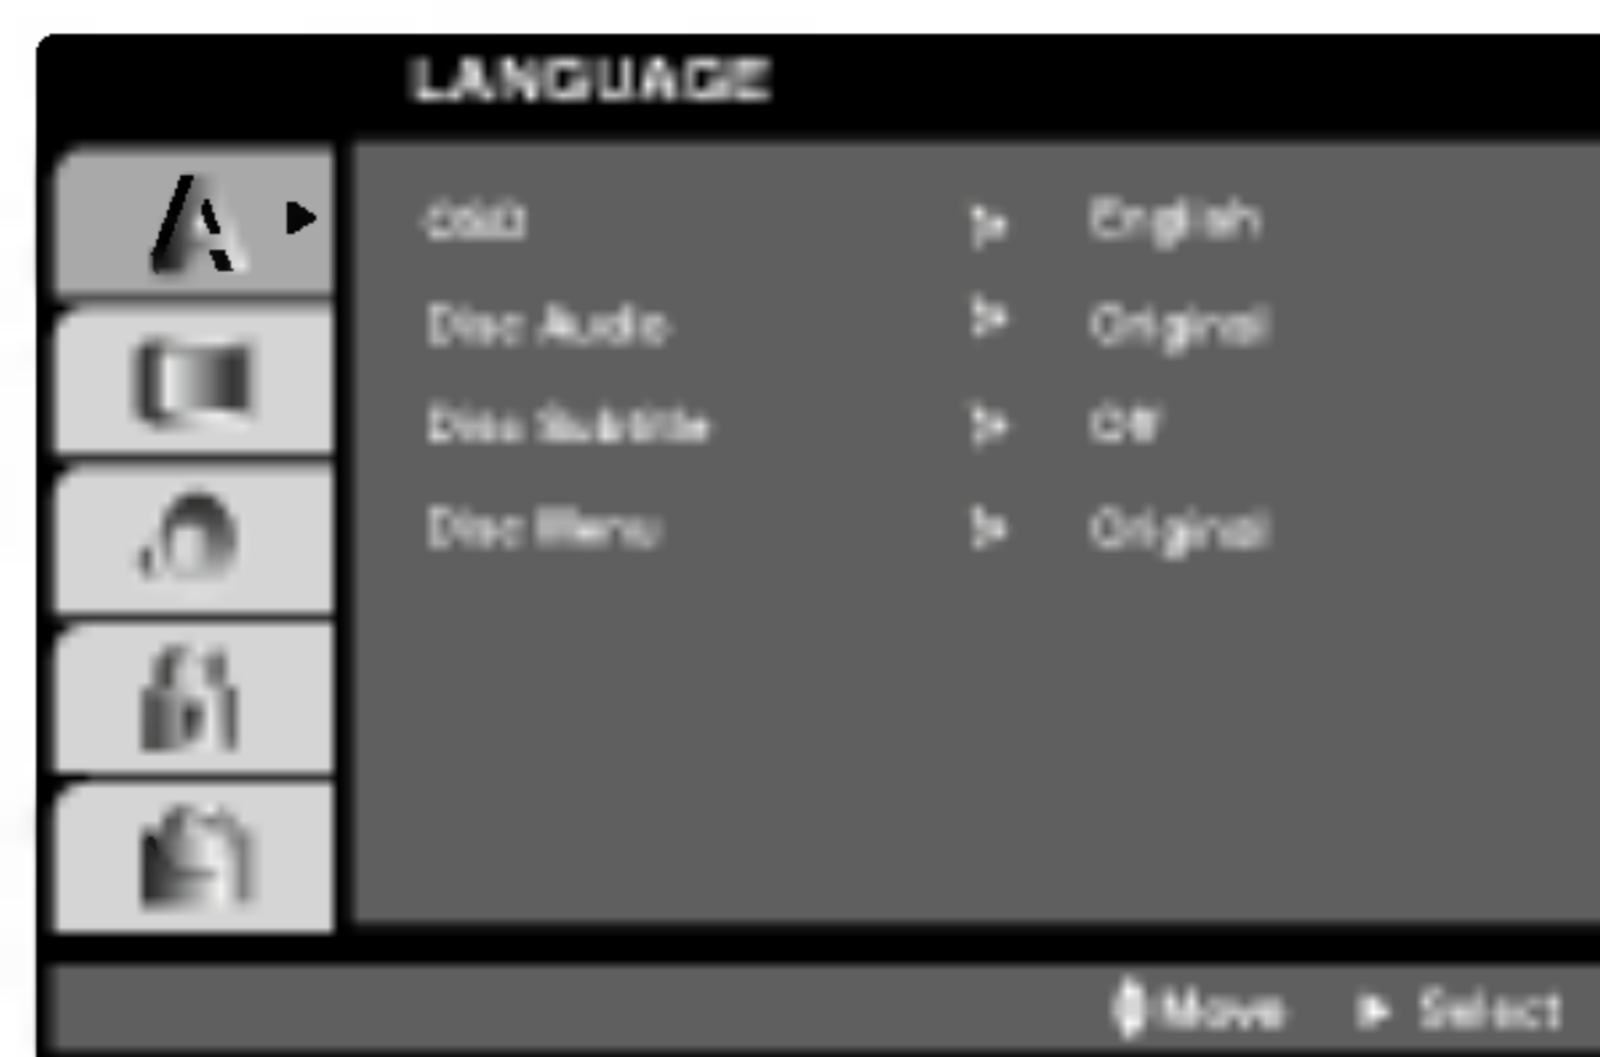 LANGUAGE
OSD English
Disc Audio Original
Disc Subtitle Off
Disc Menu Original
Move Select